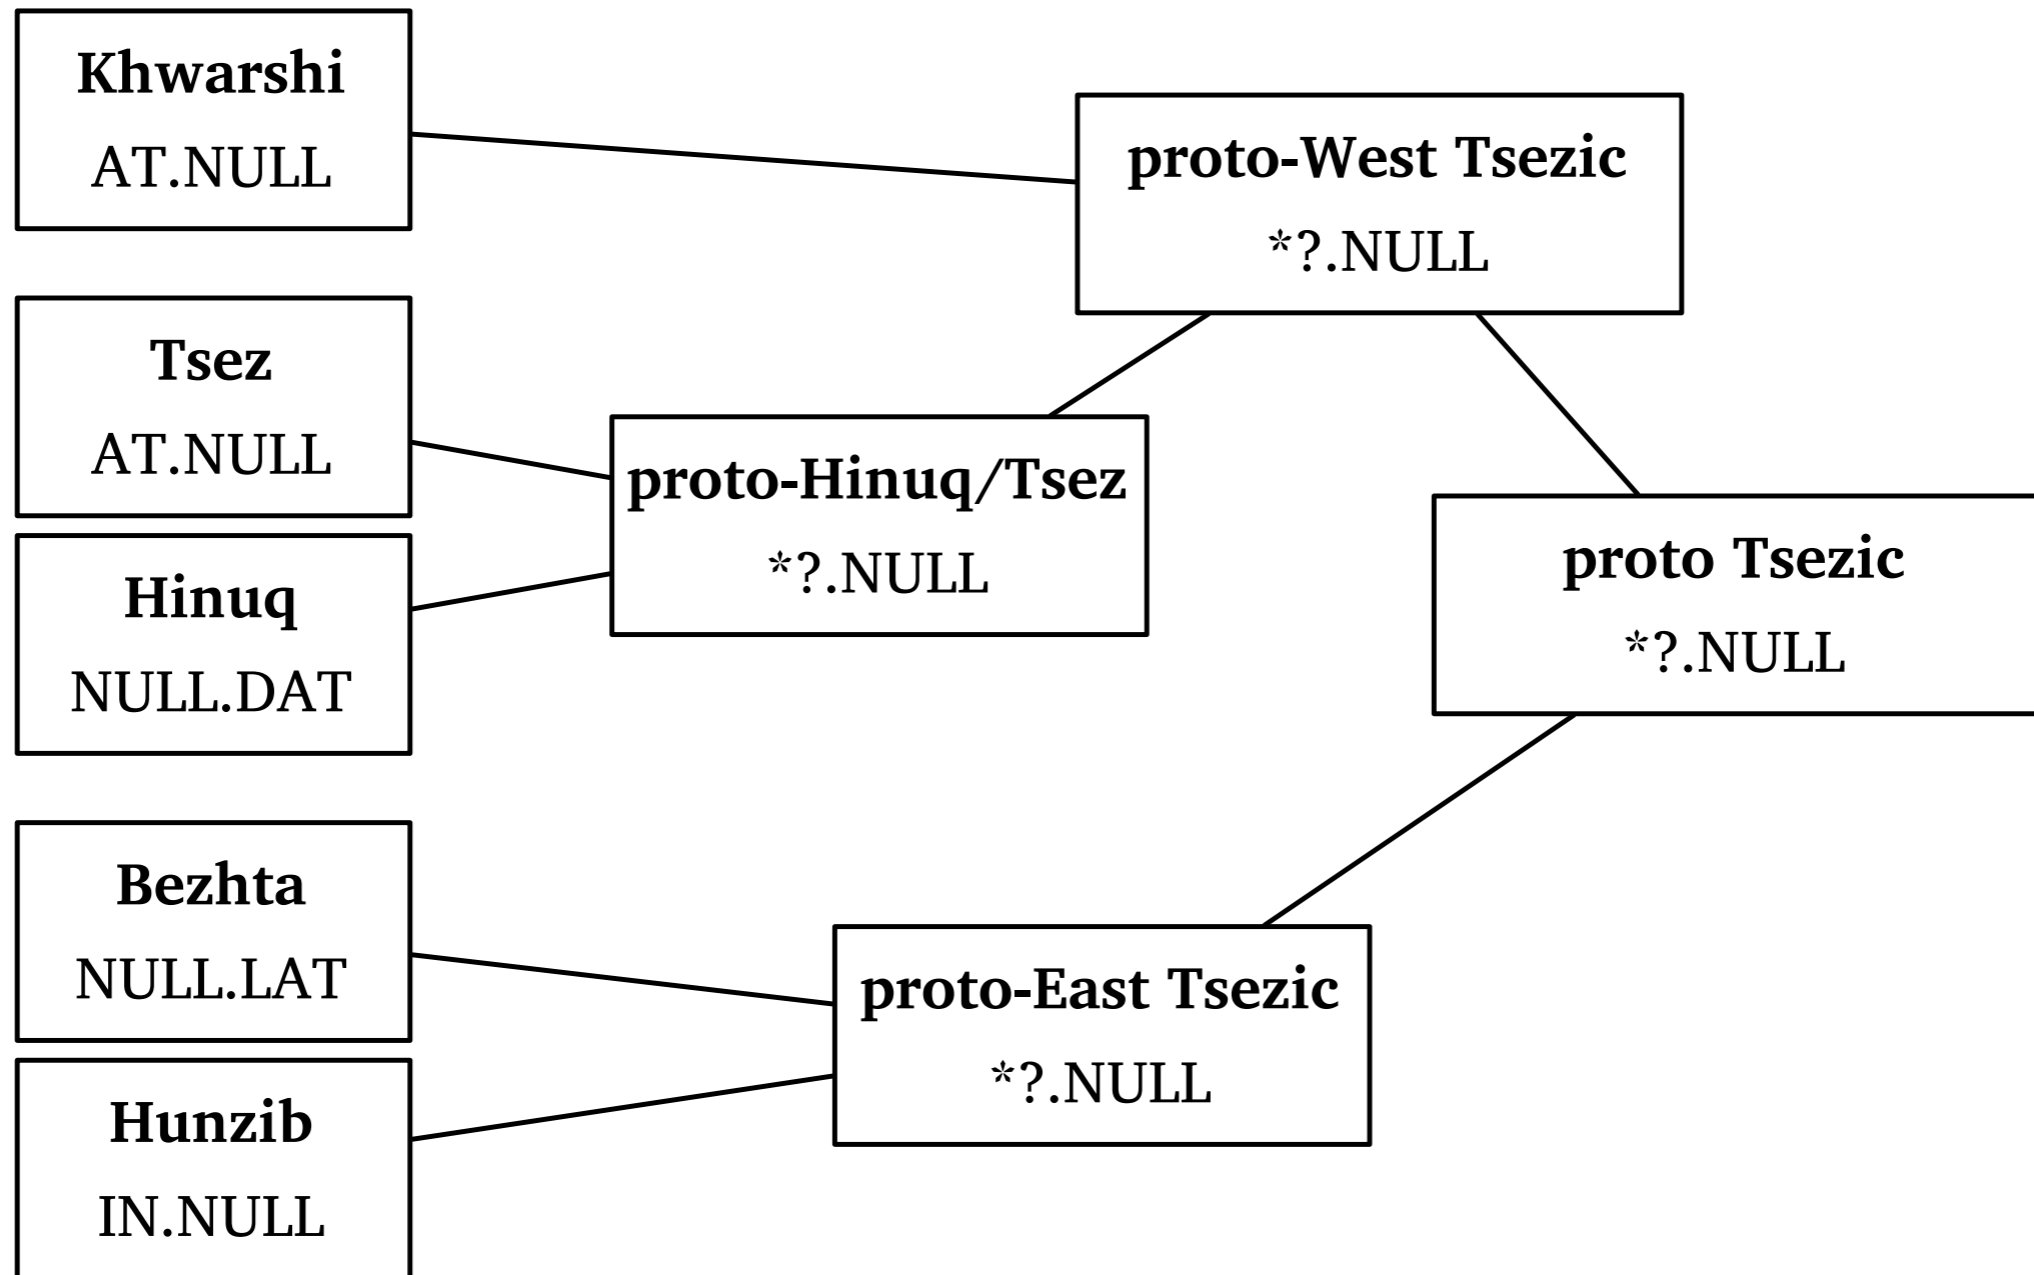 Khwarshi
AT.NULL
proto-West Tsezic
*?.NULL
Tsez
AT.NULL
proto-Hinuq/Tsez
*?.NULL
Hinuq
NULL.DAT
proto Tsezic
*?.NULL
Bezhta
NULL.LAT
proto-East Tsezic
*?.NULL
Hunzib
IN.NULL